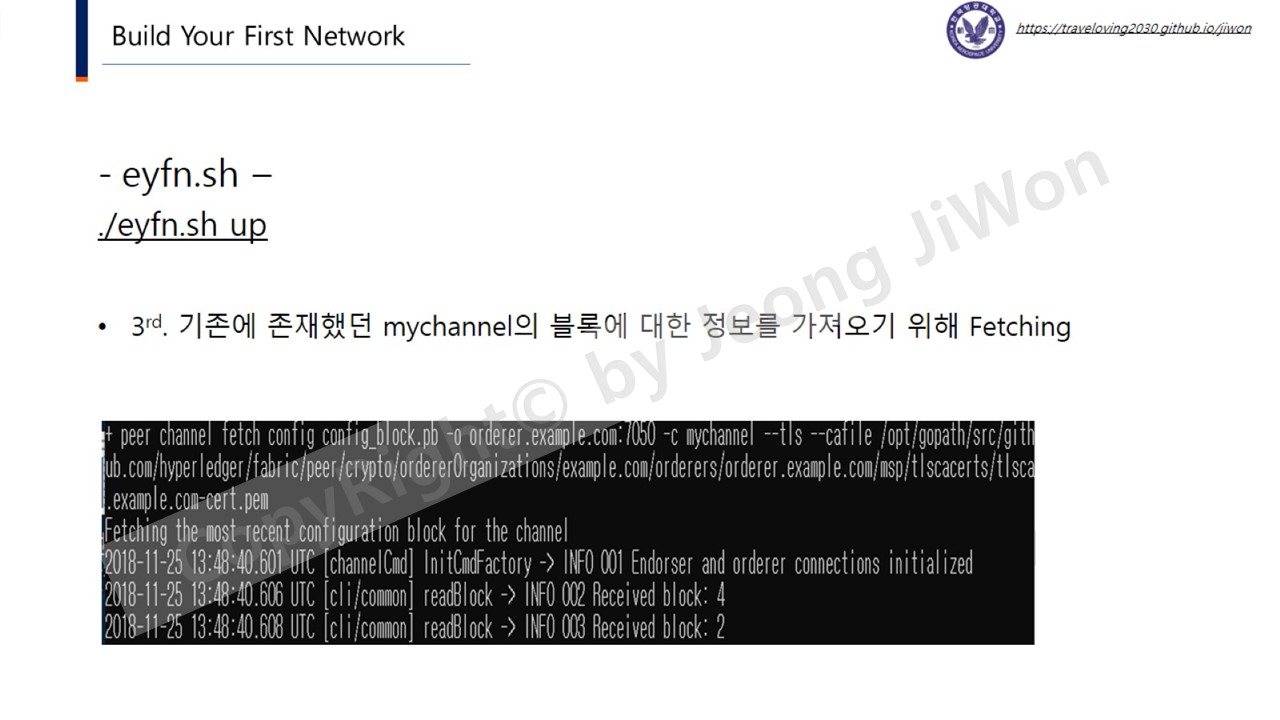 Build Your First Network
https://traveloving2030.github.io/jiwon
- eyfn.sh –
./eyfn.sh up
• 3rd. 기존에 존재했던 mychannel의 블록에 대한 정보를 가져오기 위해 Fetching
+ peer channel fetch config config_block.pb -o orderer.example.com:7050 -c mychannel --tls --cafile /opt/gopath/src/gith
ub.com/hyperledger/fabric/peer/crypto/ordererOrganizations/example.com/orderers/orderer.example.com/msp/tlscacerts/tlsca
.example.com-cert.pem
Fetching the most recent configuration block for the channel
2018-11-25 13:48:40.601 UTC [channelCmd] InitCmdFactory -> INFO 001 Endorser and orderer connections initialized
2018-11-25 13:48:40.606 UTC [cli/common] readBlock -> INFO 002 Received block: 4
2018-11-25 13:48:40.608 UTC [cli/common] readBlock -> INFO 003 Received block: 2
CopyRight© by Jeong JiWon